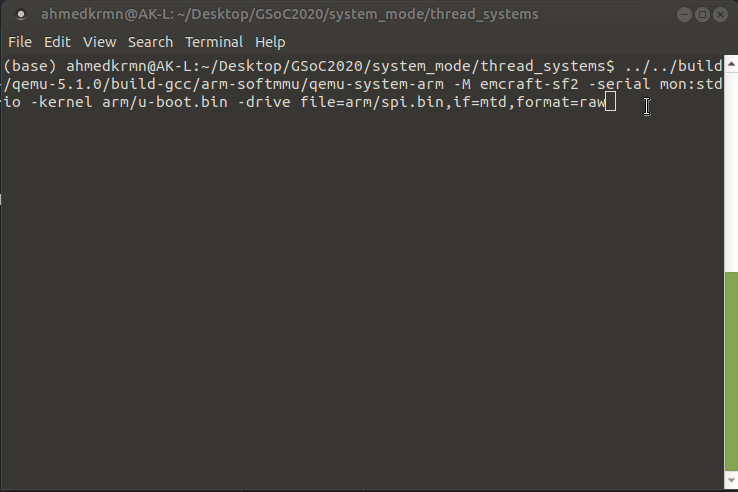 ahmedkrmn@AK-L: ~/Desktop/GSoC2020/system_mode/thread_systems
File Edit View Search Terminal Help
(base) ahmedkrmn@AK-L:~/Desktop/GSoC2020/system_mode/thread_systems$ ../../build
/qemu-5.1.0/build-gcc/arm-softmmu/qemu-system-arm -M emcraft-sf2 -serial mon:std
io -kernel arm/u-boot.bin -drive file=arm/spi.bin,if=mtd,format=raw